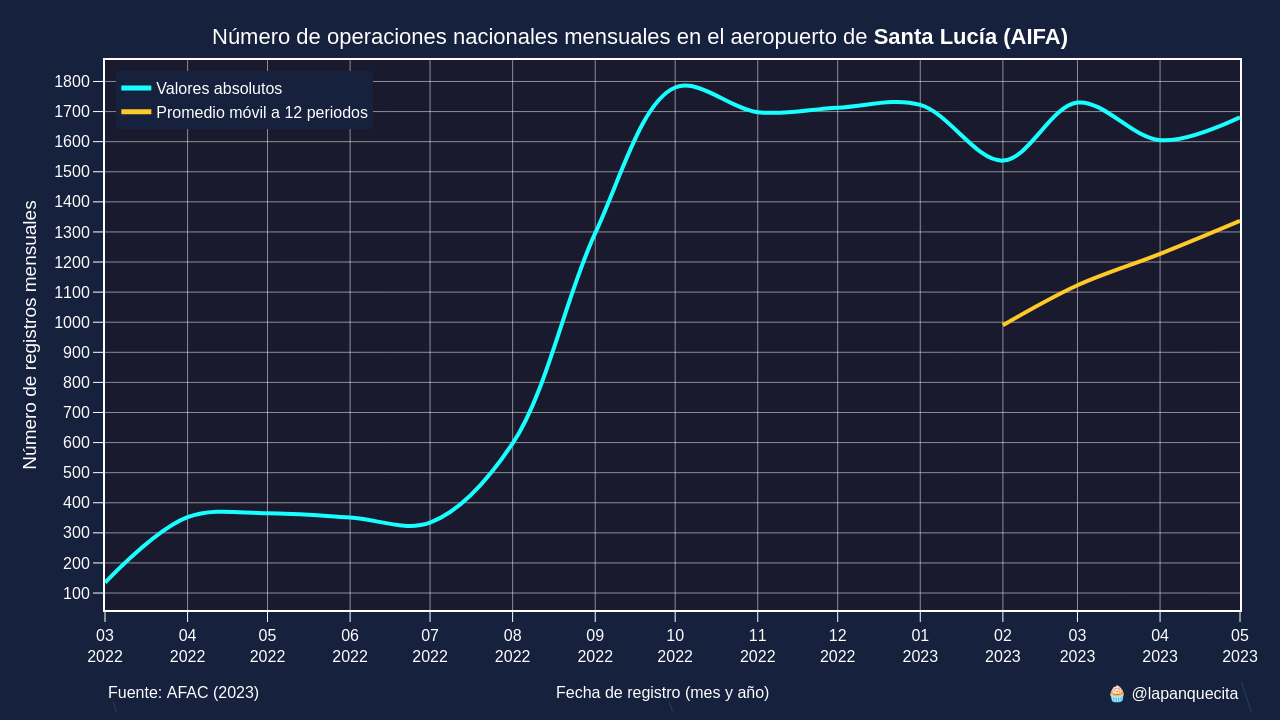 Número de operaciones nacionales mensuales en el aeropuerto de Santa Lucía (AIFA)
Valores absolutos
Promedio móvil a 12 periodos
Número de registros mensuales
1800
1700
1600
1500
1400
1300
1200
1100
1000
900
800
700
600
500
400
300
200
100
03 04 05 06 07 08 09 10 11 12 01 02 03 04 05
2022 2022 2022 2022 2022 2022 2022 2022 2022 2022 2023 2023 2023 2023 2023
Fuente: AFAC (2023) Fecha de registro (mes y año) 🧁 @lapanquecita